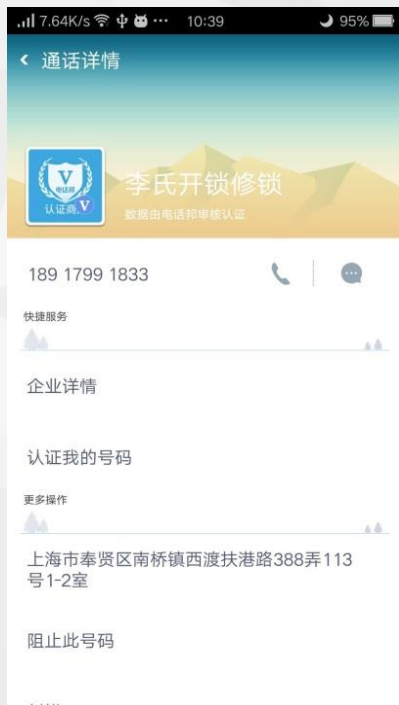 7.64K/s ··· 10:39 95%
通话详情
V
电话邦
认证商
V
李氏开锁修锁
数据由电话邦审核认证
189 1799 1833
快捷服务
企业详情
认证我的号码
更多操作
上海市奉贤区南桥镇西渡扶港路388弄113
号1-2室
阻止此号码